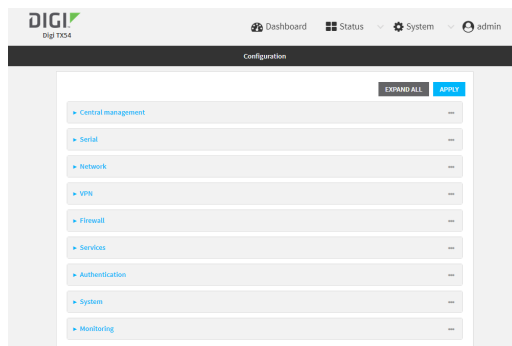 DIGI
Digi TX54
Dashboard Status System admin
Configuration
EXPAND ALL APPLY
Central management
Serial
Network
VPN
Firewall
Services
Authentication
System
Monitoring